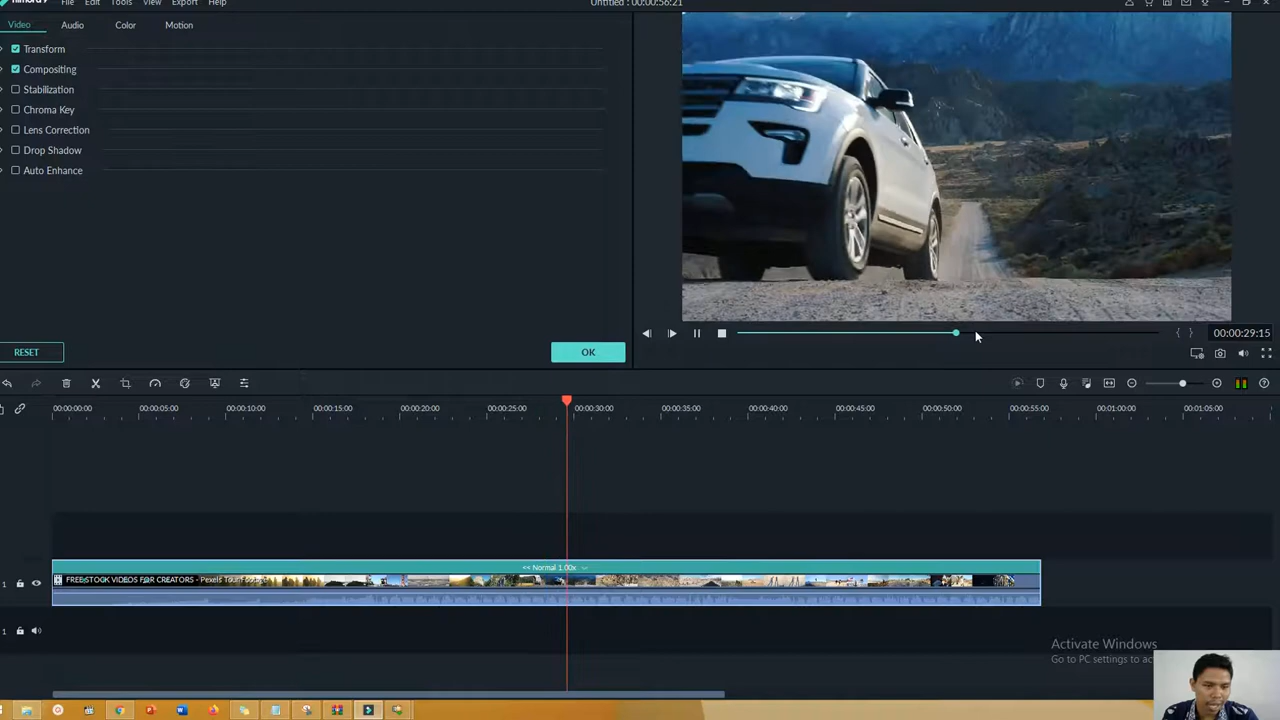 File Edit Tools View Export Help
Untitled : 00:00:56:21
Video Audio Color Motion
Transform
Compositing
Stabilization
Chroma Key
Lens Correction
Drop Shadow
Auto Enhance
RESET
OK
00:00:29:15
00:00:00:00 00:00:05:00 00:00:10:00 00:00:15:00 00:00:20:00 00:00:25:00 00:00:30:00 00:00:35:00 00:00:40:00 00:00:45:00 00:00:50:00 00:00:55:00 00:01:00:00 00:01:05:00
<< Normal 1.00x
1
FREE STOCK VIDEOS FOR CREATORS - Pexels
1
Activate Windows
Go to PC settings to